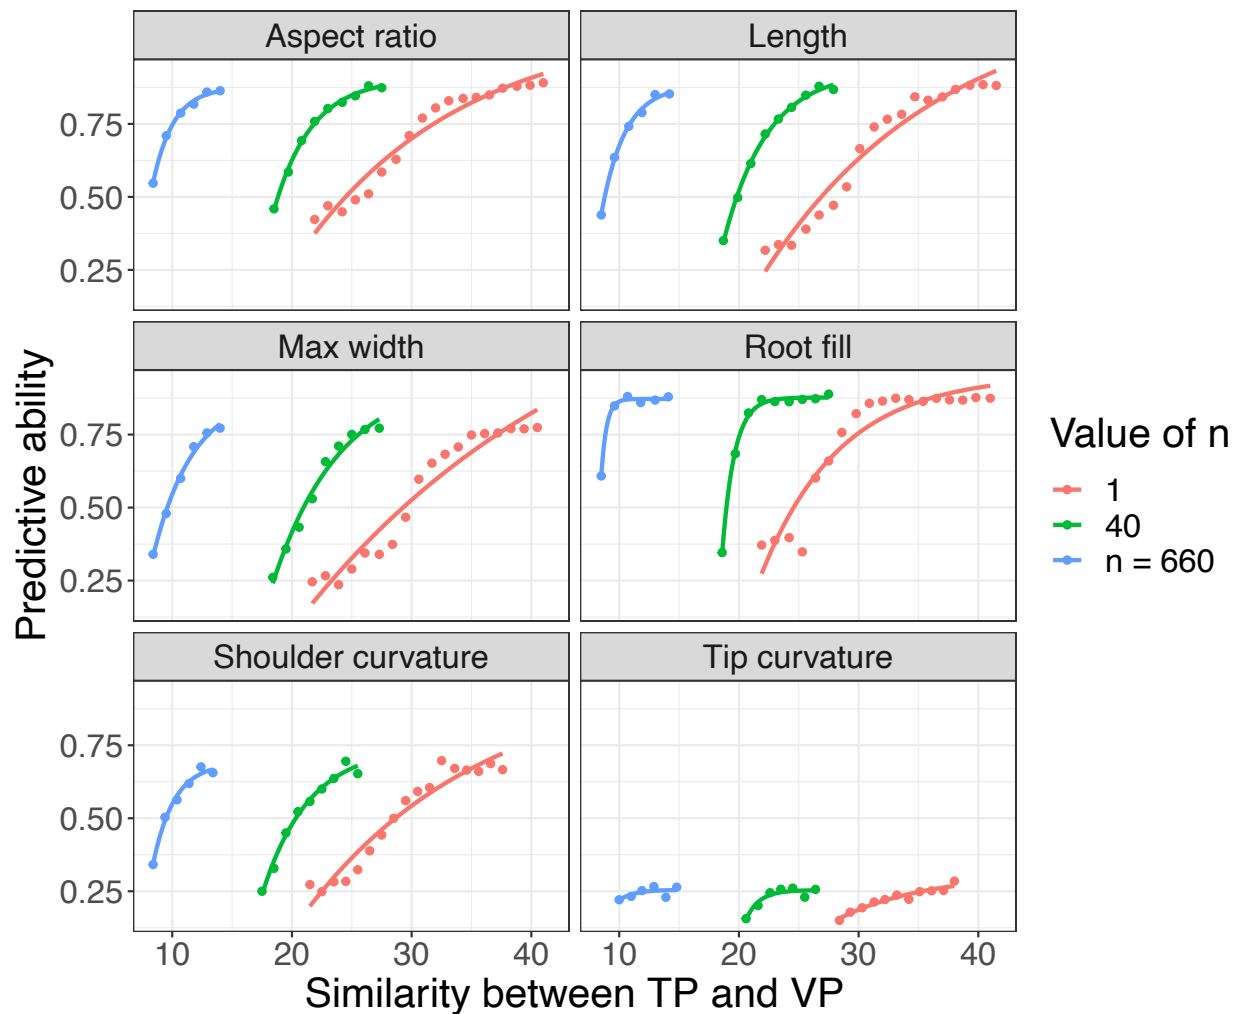 Aspect ratio
Length
0.75
0.50
0.25
Max width
Root fill
0.75
0.50
0.25
Shoulder curvature
Tip curvature
0.75
0.50
0.25
10 20 30 40
10 20 30 40
Similarity between TP and VP
Predictive ability
Value of n
1
40
n = 660